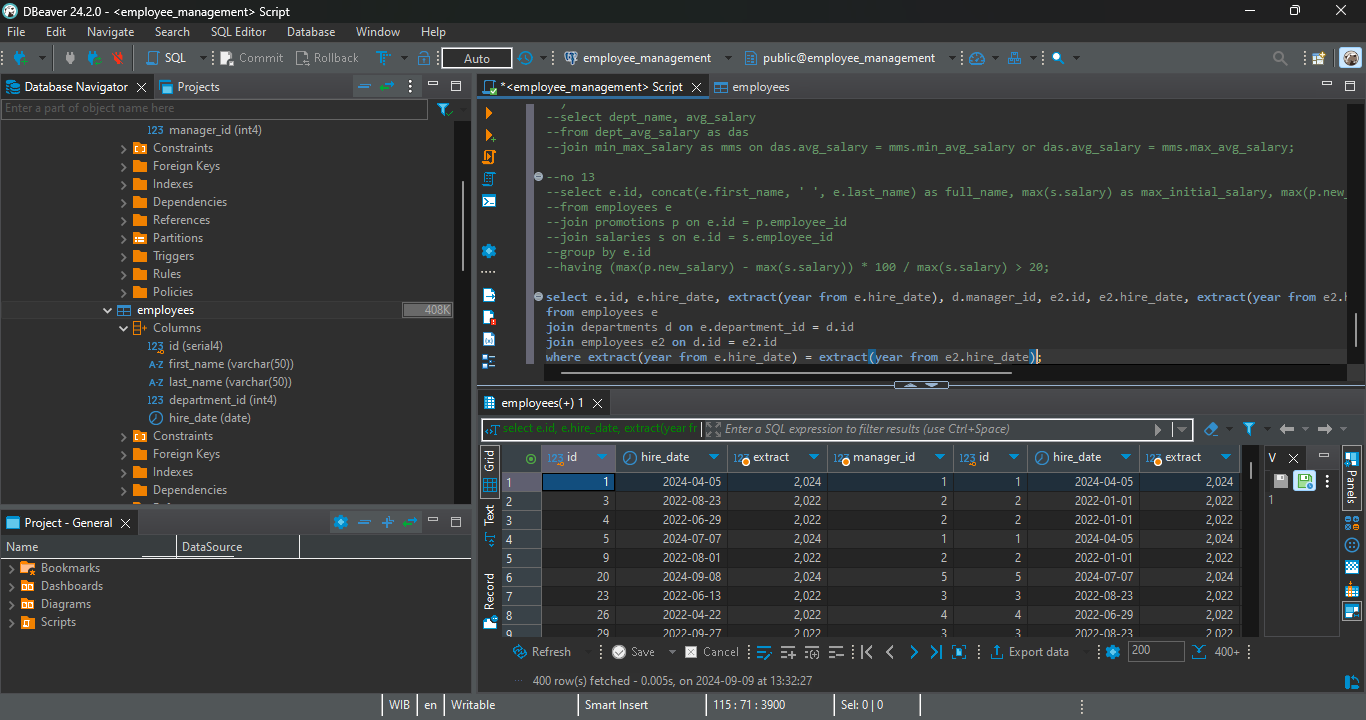 DBeaver 24.2.0 - <employee_management> Script
File Edit Navigate Search SQL Editor Database Window Help
SQL Commit Rollback Auto employee_management public@employee_management
Database Navigator Projects
Enter a part of object name here
123 manager_id (int4)
Constraints
Foreign Keys
Indexes
Dependencies
References
Partitions
Triggers
Rules
Policies
employees 408K
Columns
123 id (serial4)
A-Z first_name (varchar(50))
A-Z last_name (varchar(50))
123 department_id (int4)
hire_date (date)
Constraints
Foreign Keys
Indexes
Dependencies
Project - General
Name DataSource
Bookmarks
Dashboards
Diagrams
Scripts
*<employee_management> Script employees
--select dept_name, avg_salary
--from dept_avg_salary as das
--join min_max_salary as mms on das.avg_salary = mms.min_avg_salary or das.avg_salary = mms.max_avg_salary;
--no 13
--select e.id, concat(e.first_name, ' ', e.last_name) as full_name, max(s.salary) as max_initial_salary, max(p.new_
--from employees e
--join promotions p on e.id = p.employee_id
--join salaries s on e.id = s.employee_id
--group by e.id
--having (max(p.new_salary) - max(s.salary)) * 100 / max(s.salary) > 20;
select e.id, e.hire_date, extract(year from e.hire_date), d.manager_id, e2.id, e2.hire_date, extract(year from e2.h
from employees e
join departments d on e.department_id = d.id
join employees e2 on d.id = e2.id
where extract(year from e.hire_date) = extract(year from e2.hire_date);
employees(+) 1
select e.id, e.hire_date, extract(year fr Enter a SQL expression to filter results (use Ctrl+Space)
Grid
Text
Record
123 id hire_date 123 extract 123 manager_id 123 id hire_date 123 extract
1 1 2024-04-05 2,024 1 1 2024-04-05 2,024
2 3 2022-08-23 2,022 2 2 2022-01-01 2,022
3 4 2022-06-29 2,022 2 2 2022-01-01 2,022
4 5 2024-07-07 2,024 1 1 2024-04-05 2,024
5 9 2022-08-01 2,022 2 2 2022-01-01 2,022
6 20 2024-09-08 2,024 5 5 2024-07-07 2,024
7 23 2022-06-13 2,022 3 3 2022-08-23 2,022
8 26 2022-04-22 2,022 4 4 2022-06-29 2,022
9 29 2022-09-27 2,022 3 3 2022-08-23 2,022
V
1
Panels
Refresh Save Cancel Export data 200 400+
400 row(s) fetched - 0.005s, on 2024-09-09 at 13:32:27
WIB en Writable Smart Insert 115 : 71 : 3900 Sel: 0 | 0